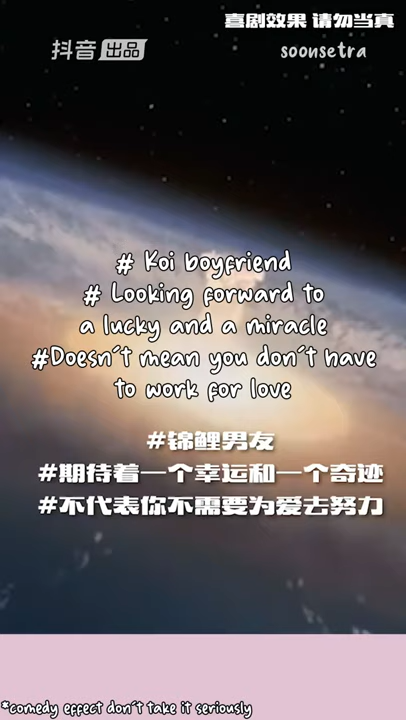 喜剧效果 请勿当真
抖音 出品
soonsetra
# Koi boyfriend
# Looking forward to
a lucky and a miracle
#Doesn't mean you don't have
to work for love
#锦鲤男友
#期待着一个幸运和一个奇迹
#不代表你不需要为爱去努力
*comedy effect don't take it seriously